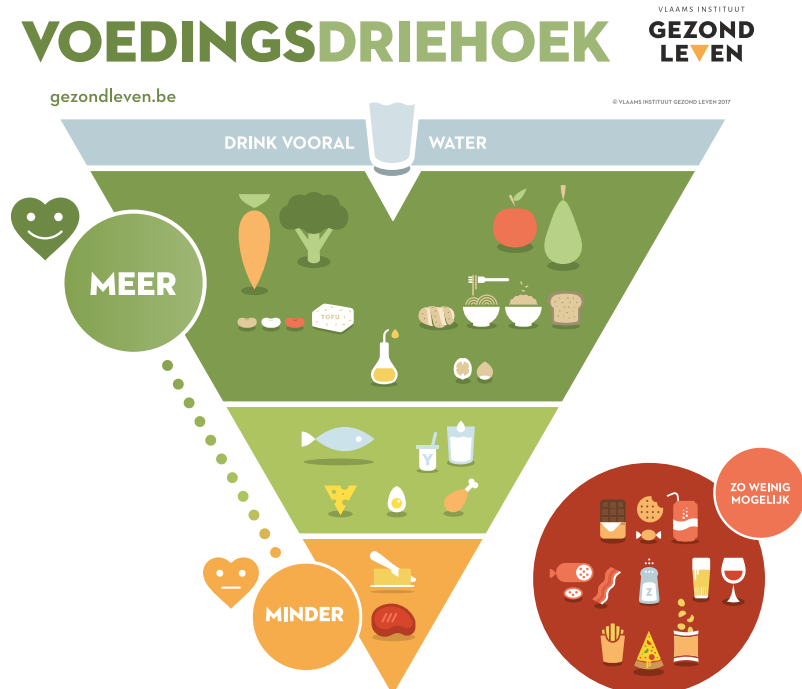 VLAAMS INSTITUUT
GEZOND
LEVEN
VOEDINGSDRIEHOEK
gezondleven.be
© VLAAMS INSTITUUT GEZOND LEVEN 2017
DRINK VOORAL WATER
MEER
TOFU
Y
ZO WEINIG
MOGELIJK
Z
MINDER